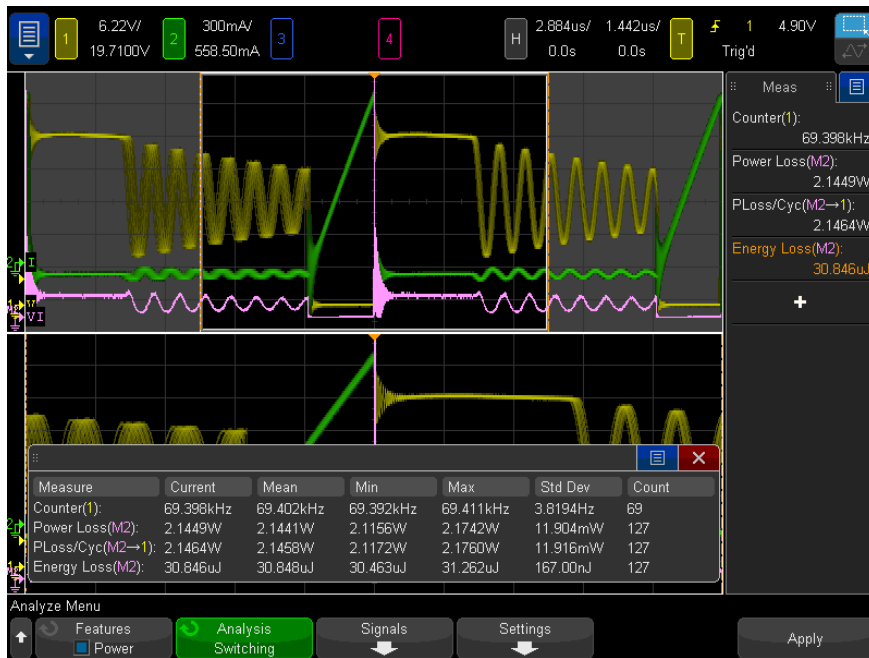 1 6.22V/ 2 300mA/ 3 4 H 2.884us/ 1.442us/ T 1 4.90V
19.7100V 558.50mA 0.0s 0.0s Trig'd
Meas
Counter(1):
69.398kHz
Power Loss(M2):
2.1449W
PLoss/Cyc(M2→1):
2.1464W
Energy Loss(M2):
30.846uJ
+
2 I
1 V
VI
Measure Current Mean Min Max Std Dev Count
Counter(1): 69.398kHz 69.402kHz 69.392kHz 69.411kHz 3.8194Hz 69
Power Loss(M2): 2.1449W 2.1441W 2.1156W 2.1742W 11.904mW 127
PLoss/Cyc(M2→1): 2.1464W 2.1458W 2.1172W 2.1760W 11.916mW 127
Energy Loss(M2): 30.846uJ 30.848uJ 30.463uJ 31.262uJ 167.00nJ 127
2
1
Analyze Menu
Features Analysis Signals Settings Apply
Power Switching